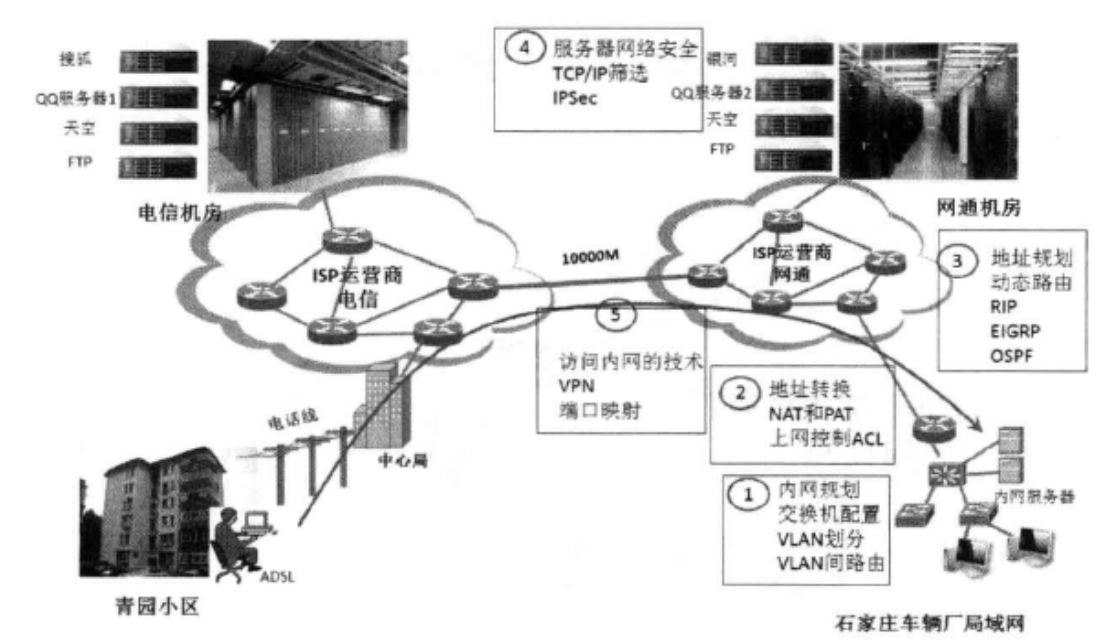 搜狐
QQ服务器1
天空
FTP
电信机房
④ 服务器网络安全
TCP/IP筛选
IPSec
银河
QQ服务器2
天空
FTP
网通机房
ISP运营商
电信
10000M
ISP运营商
网通
③ 地址规划
动态路由
RIP
EIGRP
OSPF
⑤
访问内网的技术
VPN
端口映射
② 地址转换
NAT和PAT
上网控制ACL
电话线
中心局
① 内网规划
交换机配置
VLAN划分
VLAN间路由
内网服务器
ADSL
青园小区
石家庄车辆厂局域网